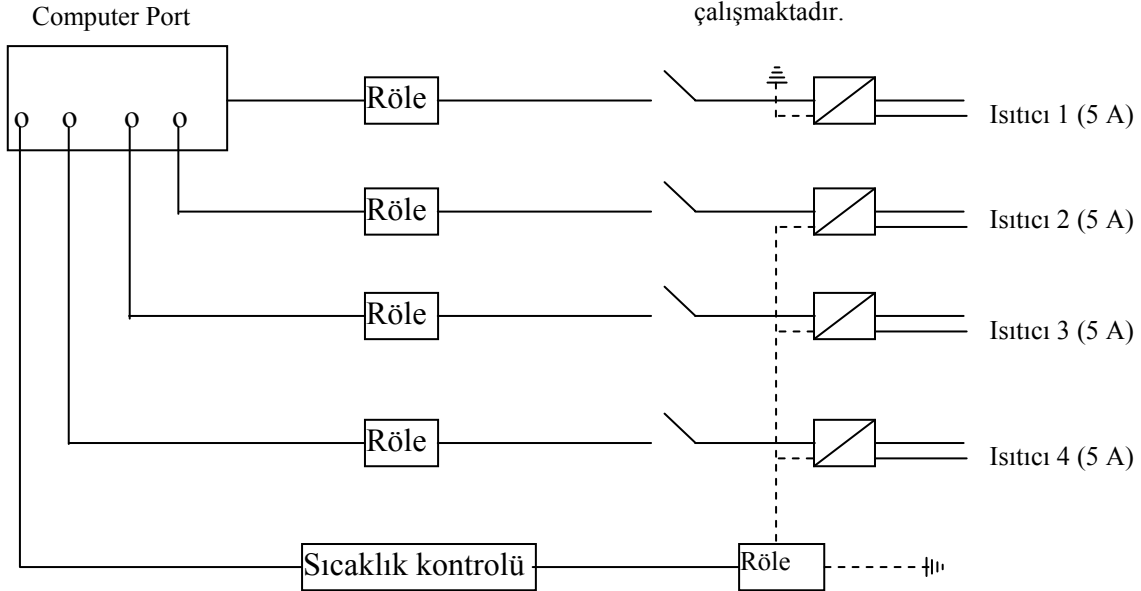 çalışmaktadır.
Computer Port
Röle
Isıtıcı 1 (5 A)
o o o o
Röle
Isıtıcı 2 (5 A)
Röle
Isıtıcı 3 (5 A)
Röle
Isıtıcı 4 (5 A)
Sıcaklık kontrolü
Röle